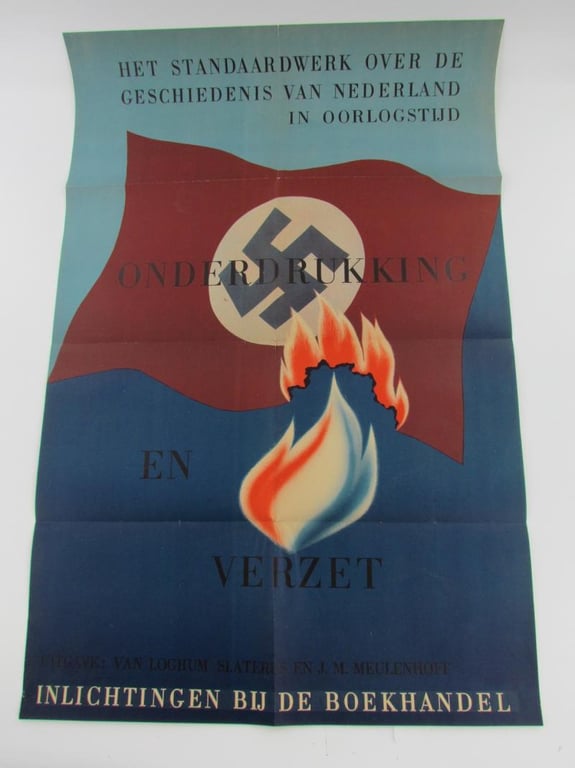 HET STANDAARDWERK OVER DE
GESCHIEDENIS VAN NEDERLAND
IN OORLOGSTIJD
ONDERDRUKKING
EN
VERZET
UITGAVE: VAN LOGHUM SLATERUS EN J. M. MEULENHOFF
INLICHTINGEN BIJ DE BOEKHANDEL